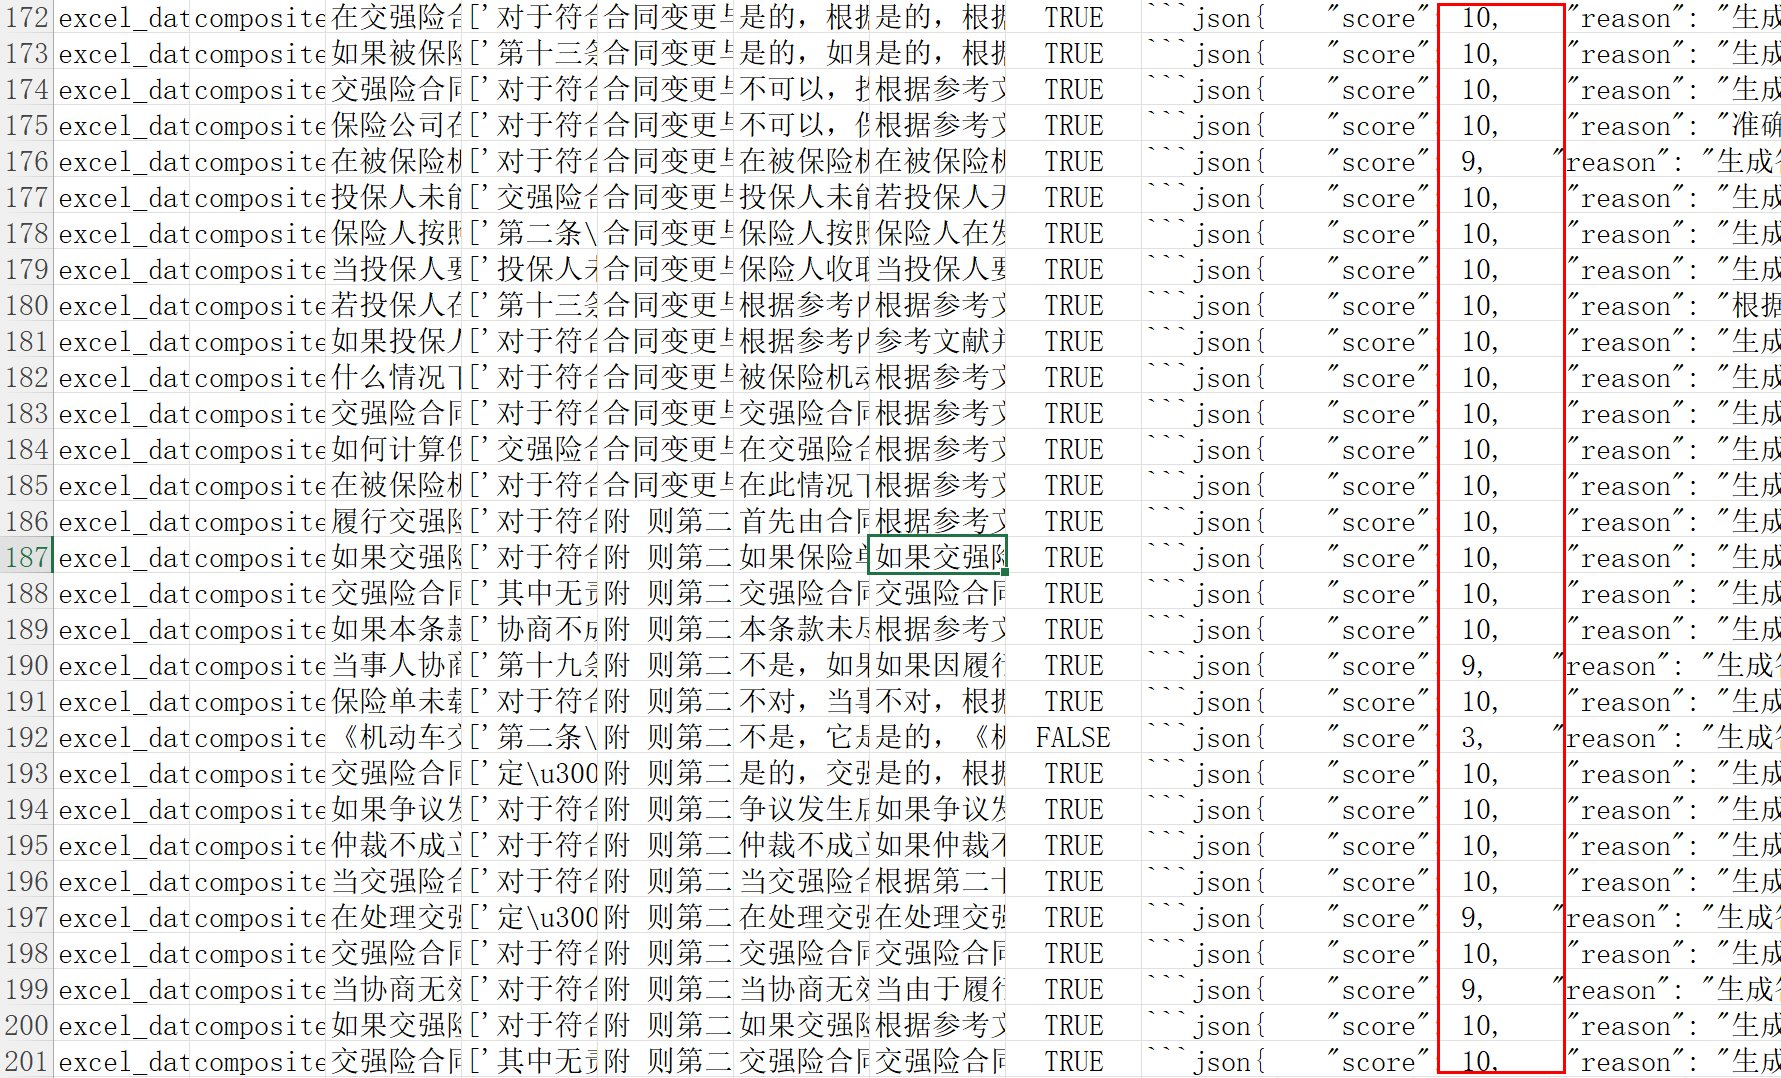 172 excel_dat composite 在交强险合 ['对于符合 合同变更与 是的，根据 是的，根据 TRUE ```json{ "score": 10, "reason": "生成
173 excel_dat composite 如果被保险 ['第十三条 合同变更与 是的，如果 是的，根据 TRUE ```json{ "score": 10, "reason": "生成
174 excel_dat composite 交强险合同 ['对于符合 合同变更与 不可以，投 根据参考文 TRUE ```json{ "score": 10, "reason": "生成
175 excel_dat composite 保险公司在 ['对于符合 合同变更与 不可以，保 根据参考文 TRUE ```json{ "score": 10, "reason": "准确
176 excel_dat composite 在被保险机 ['对于符合 合同变更与 在被保险机 在被保险机 TRUE ```json{ "score": 9, "reason": "生成答
177 excel_dat composite 投保人未能 ['交强险合 合同变更与 投保人未能 若投保人无 TRUE ```json{ "score": 10, "reason": "生成
178 excel_dat composite 保险人按照 ['第二条\ 合同变更与 保险人按照 保险人在发 TRUE ```json{ "score": 10, "reason": "生成
179 excel_dat composite 当投保人要 ['投保人未 合同变更与 保险人收取 当投保人要 TRUE ```json{ "score": 10, "reason": "生成
180 excel_dat composite 若投保人在 ['第十三条 合同变更与 根据参考内 根据参考文 TRUE ```json{ "score": 10, "reason": "根据
181 excel_dat composite 如果投保人 ['对于符合 合同变更与 根据参考内 参考文献并 TRUE ```json{ "score": 10, "reason": "生成
182 excel_dat composite 什么情况下 ['对于符合 合同变更与 被保险机动 根据参考文 TRUE ```json{ "score": 10, "reason": "生成
183 excel_dat composite 交强险合同 ['对于符合 合同变更与 交强险合同 根据参考文 TRUE ```json{ "score": 10, "reason": "生成
184 excel_dat composite 如何计算保 ['交强险合 合同变更与 在交强险合 根据参考文 TRUE ```json{ "score": 10, "reason": "生成
185 excel_dat composite 在被保险机 ['对于符合 合同变更与 在此情况下 根据参考文 TRUE ```json{ "score": 10, "reason": "生成
186 excel_dat composite 履行交强险 ['对于符合 附 则第二 首先由合同 根据参考文 TRUE ```json{ "score": 10, "reason": "生成
187 excel_dat composite 如果交强险 ['对于符合 附 则第二 如果保险单 如果交强险 TRUE ```json{ "score": 10, "reason": "生成
188 excel_dat composite 交强险合同 ['其中无责 附 则第二 交强险合同 交强险合同 TRUE ```json{ "score": 10, "reason": "生成
189 excel_dat composite 如果本条款 ['协商不成 附 则第二 本条款未尽 根据参考文 TRUE ```json{ "score": 10, "reason": "生成
190 excel_dat composite 当事人协商 ['第十九条 附 则第二 不是，如果 如果因履行 TRUE ```json{ "score": 9, "reason": "生成答
191 excel_dat composite 保险单未载 ['对于符合 附 则第二 不对，当事 不对，根据 TRUE ```json{ "score": 10, "reason": "生成
192 excel_dat composite 《机动车交 ['第二条\ 附 则第二 不是，它是 是的，《机 FALSE ```json{ "score": 3, "reason": "生成答
193 excel_dat composite 交强险合同 ['定\u300 附 则第二 是的，交强 是的，根据 TRUE ```json{ "score": 10, "reason": "生成
194 excel_dat composite 如果争议发 ['对于符合 附 则第二 争议发生后 如果争议发 TRUE ```json{ "score": 10, "reason": "生成
195 excel_dat composite 仲裁不成立 ['对于符合 附 则第二 仲裁不成立 如果仲裁不 TRUE ```json{ "score": 10, "reason": "生成
196 excel_dat composite 当交强险合 ['对于符合 附 则第二 当交强险合 根据第二十 TRUE ```json{ "score": 10, "reason": "生成
197 excel_dat composite 在处理交强 ['定\u300 附 则第二 在处理交强 在处理交强 TRUE ```json{ "score": 9, "reason": "生成答
198 excel_dat composite 交强险合同 ['对于符合 附 则第二 交强险合同 交强险合同 TRUE ```json{ "score": 10, "reason": "生成
199 excel_dat composite 当协商无效 ['对于符合 附 则第二 当协商无效 当由于履行 TRUE ```json{ "score": 9, "reason": "生成答
200 excel_dat composite 如果交强险 ['对于符合 附 则第二 如果交强险 根据参考文 TRUE ```json{ "score": 10, "reason": "生成
201 excel_dat composite 交强险合同 ['其中无责 附 则第二 交强险合同 交强险合同 TRUE ```json{ "score": 10, "reason": "生成